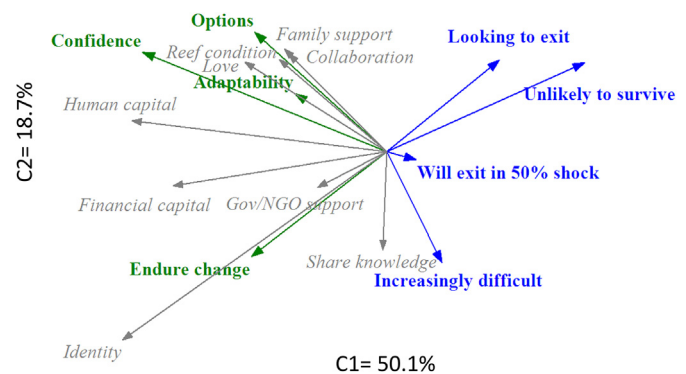 Options
Family support
Looking to exit
Confidence
Reef condition
Collaboration
Love
Adaptability
Unlikely to survive
Human capital
C2= 18.7%
Will exit in 50% shock
Financial capital
Gov/NGO support
Share knowledge
Endure change
Increasingly difficult
Identity
C1= 50.1%